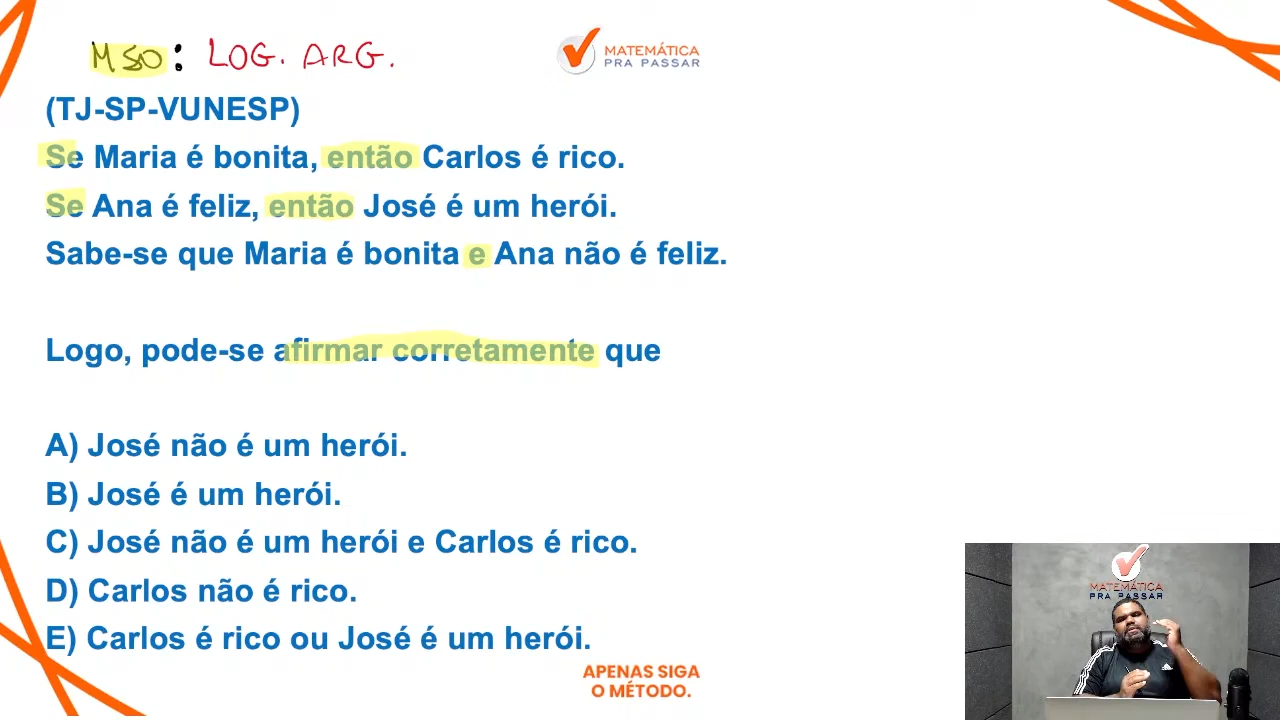 MSO: LOG. ARG.
MATEMÁTICA
PRA PASSAR
(TJ-SP-VUNESP)
Se Maria é bonita, então Carlos é rico.
Se Ana é feliz, então José é um herói.
Sabe-se que Maria é bonita e Ana não é feliz.
Logo, pode-se afirmar corretamente que
A) José não é um herói.
B) José é um herói.
C) José não é um herói e Carlos é rico.
D) Carlos não é rico.
E) Carlos é rico ou José é um herói.
APENAS SIGA
O MÉTODO.
MATEMÁTICA
PRA PASSAR